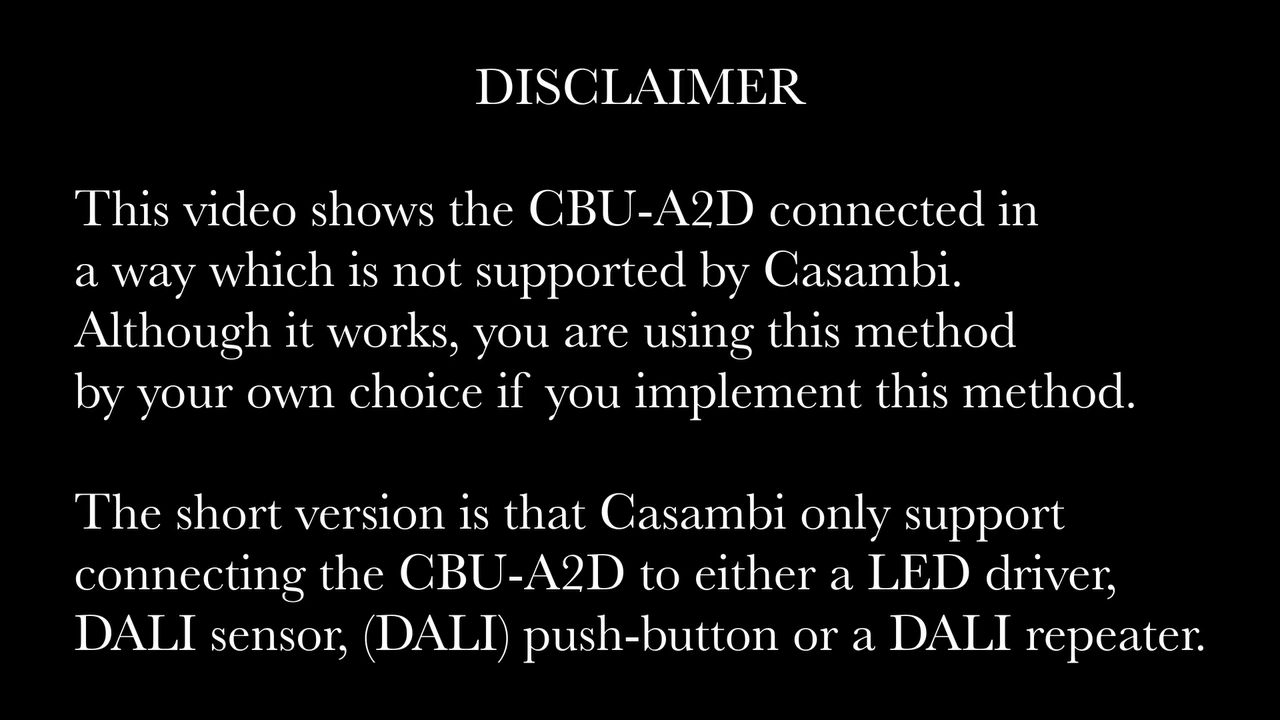 DISCLAIMER
This video shows the CBU-A2D connected in
a way which is not supported by Casambi.
Although it works, you are using this method
by your own choice if you implement this method.
The short version is that Casambi only support
connecting the CBU-A2D to either a LED driver,
DALI sensor, (DALI) push-button or a DALI repeater.